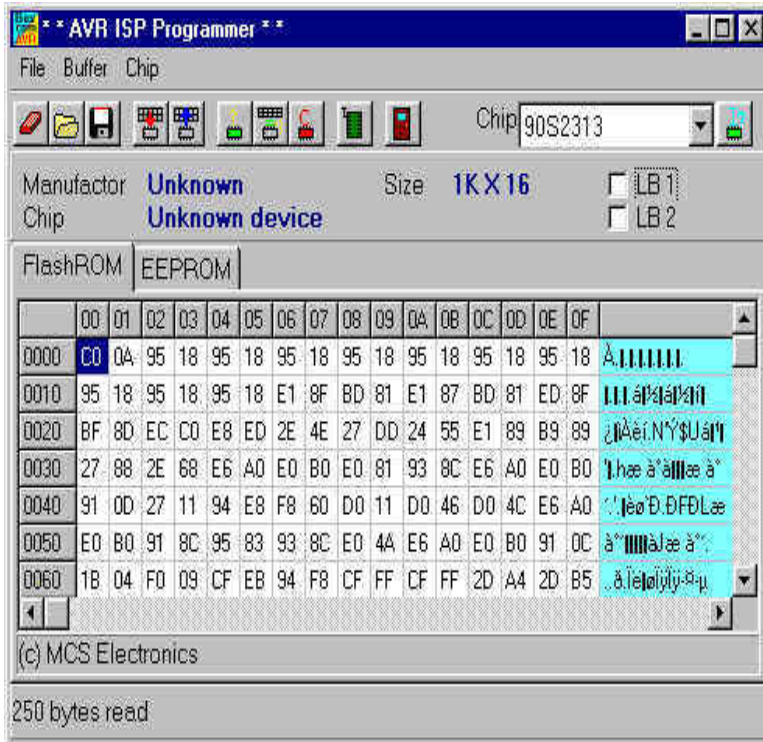 * * AVR ISP Programmer * *
File Buffer Chip
Chip 90S2313
Manufactor Unknown Size 1K X 16 LB 1
Chip Unknown device LB 2
FlashROM EEPROM
00 01 02 03 04 05 06 07 08 09 0A 0B 0C 0D 0E 0F
0000 C0 0A 95 18 95 18 95 18 95 18 95 18 95 18 95 18
0010 95 18 95 18 95 18 E1 8F BD 81 E1 87 BD 81 ED 8F
0020 BF 8D EC C0 E8 ED 2E 4E 27 DD 24 55 E1 89 B9 89
0030 27 88 2E 68 E6 A0 E0 B0 E0 81 93 8C E6 A0 E0 B0
0040 91 0D 27 11 94 E8 F8 60 D0 11 D0 46 D0 4C E6 A0
0050 E0 B0 91 8C 95 83 93 8C E0 4A E6 A0 E0 B0 91 0C
0060 1B 04 F0 09 CF EB 94 F8 CF FF CF FF 2D A4 2D B5
(c) MCS Electronics
250 bytes read